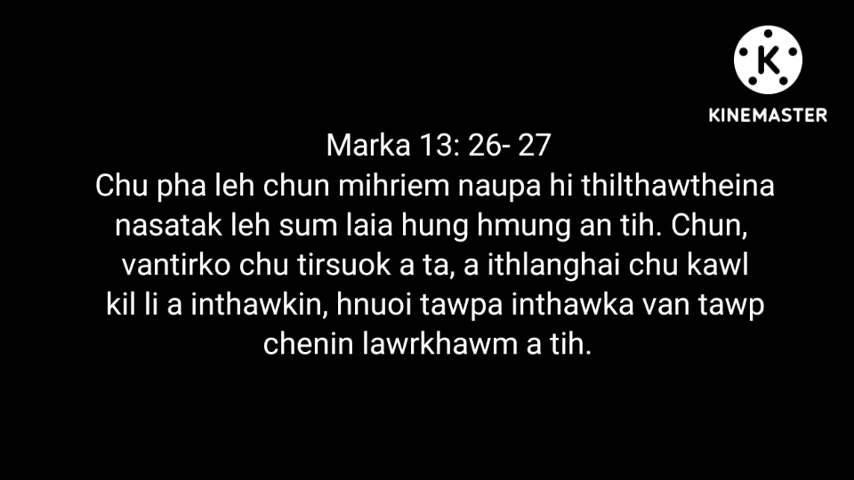 K
KINEMASTER
Marka 13: 26- 27
Chu pha leh chun mihriem naupa hi thilthawtheina
nasatak leh sum laia hung hmung an tih. Chun,
vantirko chu tirsuok a ta, a ithlanghai chu kawl
kil li a inthawkin, hnuoi tawpa inthawka van tawp
chenin lawrkhawm a tih.